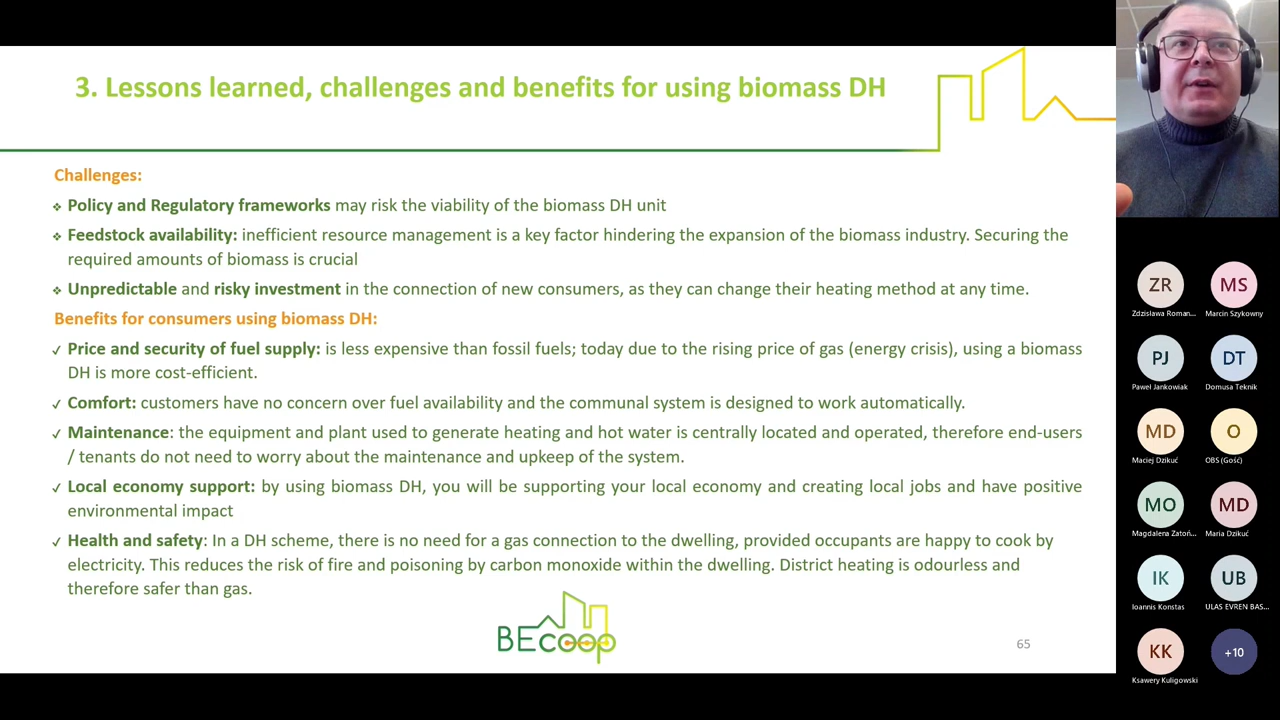 3. Lessons learned, challenges and benefits for using biomass DH
Challenges:
❖ Policy and Regulatory frameworks may risk the viability of the biomass DH unit
❖ Feedstock availability: inefficient resource management is a key factor hindering the expansion of the biomass industry. Securing the
required amounts of biomass is crucial
❖ Unpredictable and risky investment in the connection of new consumers, as they can change their heating method at any time.
Benefits for consumers using biomass DH:
✓ Price and security of fuel supply: is less expensive than fossil fuels; today due to the rising price of gas (energy crisis), using a biomass
DH is more cost-efficient.
✓ Comfort: customers have no concern over fuel availability and the communal system is designed to work automatically.
✓ Maintenance: the equipment and plant used to generate heating and hot water is centrally located and operated, therefore end-users
/ tenants do not need to worry about the maintenance and upkeep of the system.
✓ Local economy support: by using biomass DH, you will be supporting your local economy and creating local jobs and have positive
environmental impact
✓ Health and safety: In a DH scheme, there is no need for a gas connection to the dwelling, provided occupants are happy to cook by
electricity. This reduces the risk of fire and poisoning by carbon monoxide within the dwelling. District heating is odourless and
therefore safer than gas.
BEcoop
65
ZR MS
Zdzisława Roman... Marcin Szykowny
PJ DT
Paweł Jankowiak Domusa Teknik
MD O
Maciej Dzikuć OBS (Gość)
MO MD
Magdalena Zatoń... Maria Dzikuć
IK UB
Ioannis Konstas ULAS EVREN BAS...
KK +10
Ksawery Kuligowski